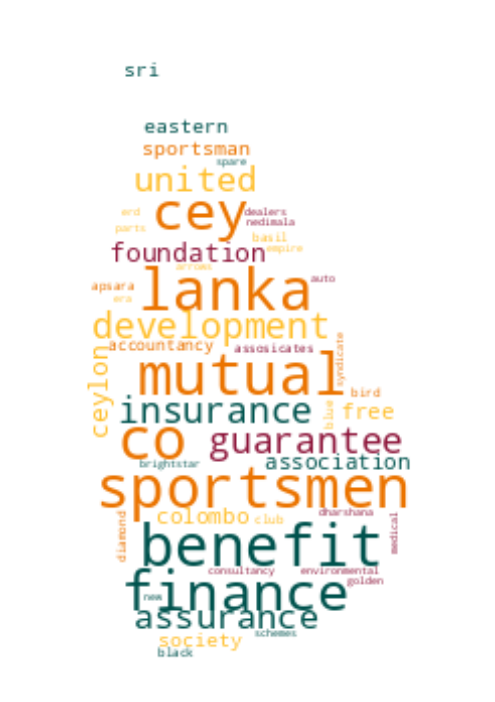 sri
eastern
sportsman
spare
united
erd cey dealers
nedimala
parts
basil
foundation empire
arrows
lanka auto
apsara
era
development
accountancy assosicates
syndicate
ceylon
mutual
bird
insurance blue free
co guarantee
brightstar association
sportsmen
diamond colombo club dharshana
medical
benefit
consultancy environmental
finance golden
new
assurance
society schemes
black